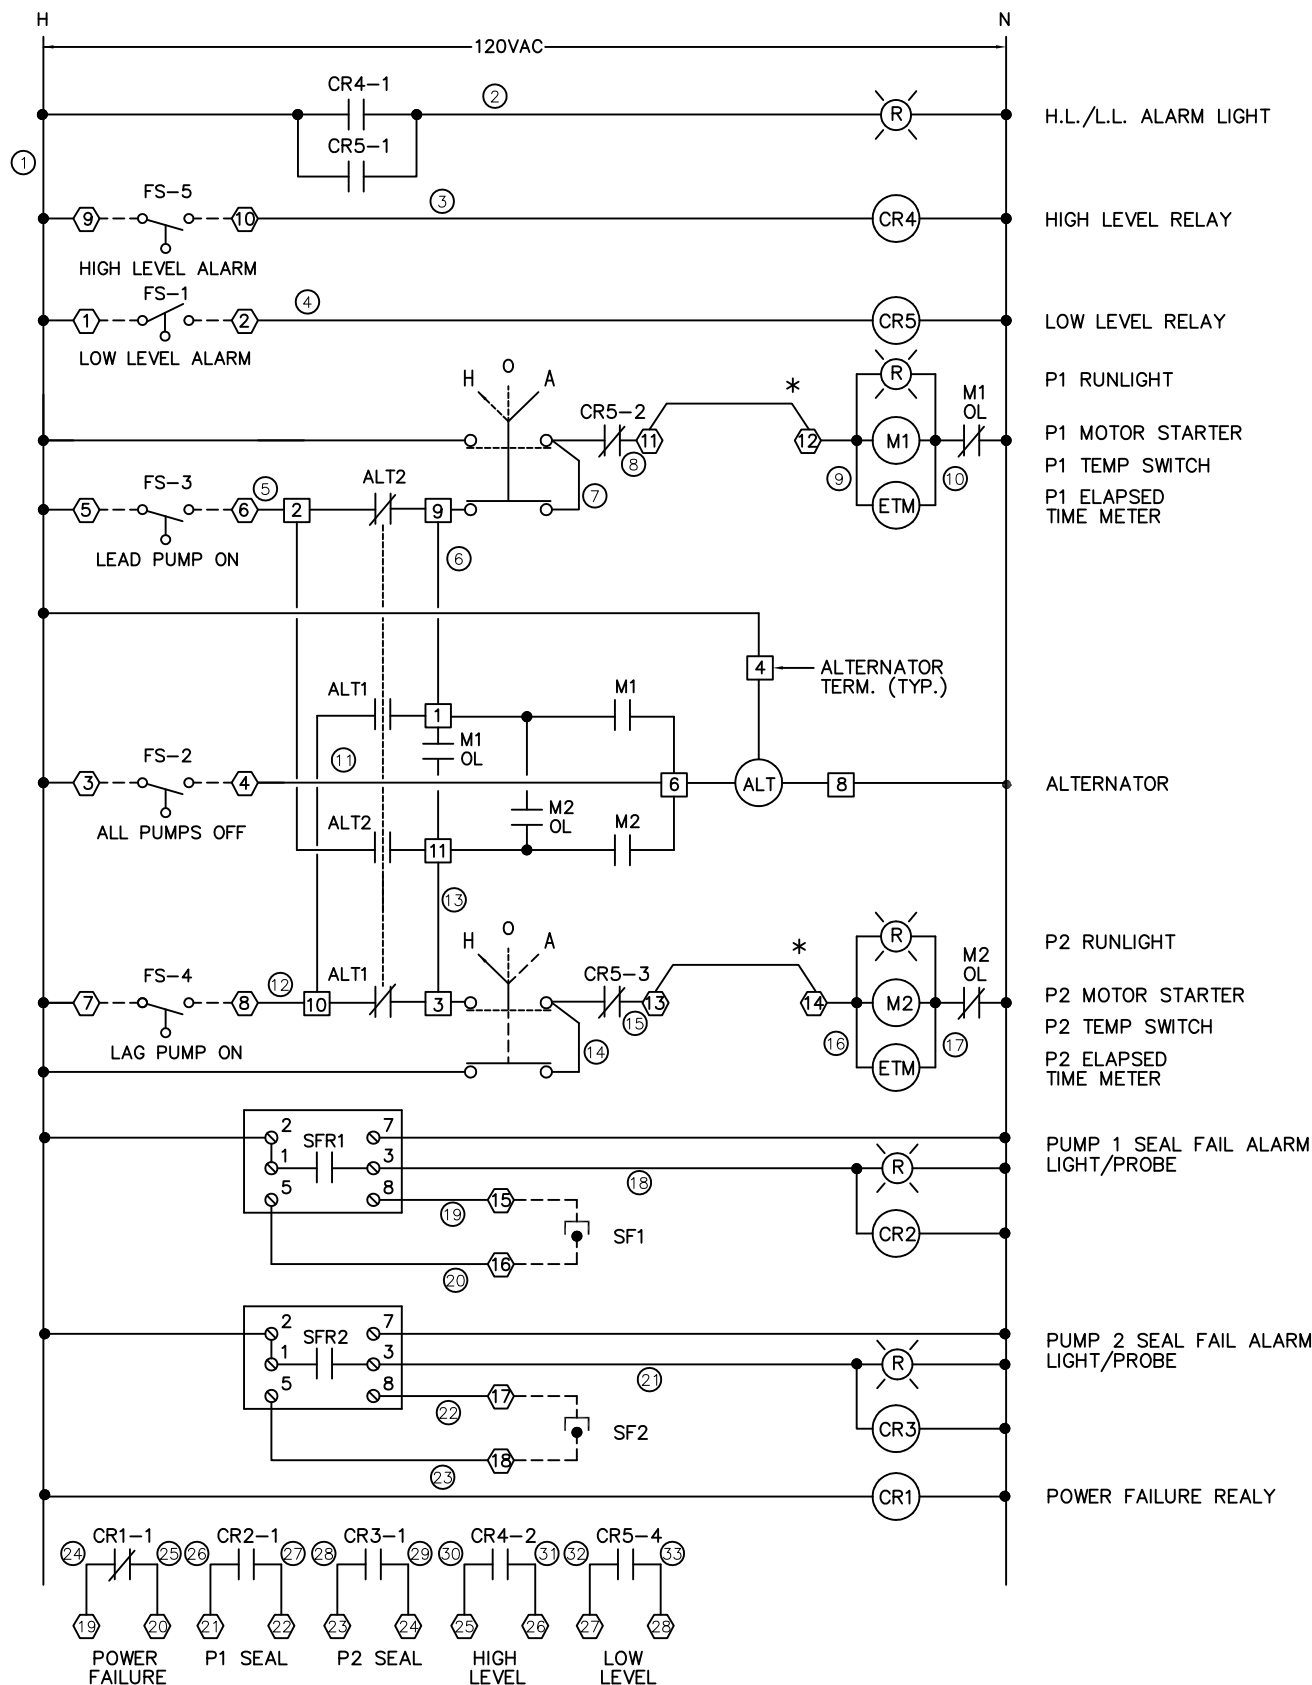 H N
120VAC
CR4-1
2
R
H.L./L.L. ALARM LIGHT
CR5-1
1
FS-5
3
9 10
CR4
HIGH LEVEL RELAY
HIGH LEVEL ALARM
FS-1
4
1 2
CR5
LOW LEVEL RELAY
LOW LEVEL ALARM
H O A
*
R
P1 RUNLIGHT
CR5-2
11
12
M1
M1
OL
P1 MOTOR STARTER
8
9
10
P1 TEMP SWITCH
FS-3
5
ALT2
7
5 6 2 9
ETM
P1 ELAPSED
TIME METER
LEAD PUMP ON
6
4
ALTERNATOR
TERM. (TYP.)
ALT1
1
M1
M1
OL
11
FS-2
3 4
6
ALT
8
ALTERNATOR
M2
OL
ALL PUMPS OFF
ALT2
11
M2
13
H O A
*
R
P2 RUNLIGHT
FS-4
12
ALT1
CR5-3
M2
OL
7 8 10 3
13
14
M2
P2 MOTOR STARTER
15
16
17
P2 TEMP SWITCH
LAG PUMP ON
14
ETM
P2 ELAPSED
TIME METER
2 7
SFR1
1 3
R
PUMP 1 SEAL FAIL ALARM
LIGHT/PROBE
18
5 8
15
19
SF1
CR2
16
20
2 7
SFR2
1 3
R
PUMP 2 SEAL FAIL ALARM
LIGHT/PROBE
21
5 8
17
22
SF2
CR3
18
23
CR1
POWER FAILURE REALY
CR1-1 CR2-1 CR3-1 CR4-2 CR5-4
24 25 26 27 28 29 30 31 32 33
19 20 21 22 23 24 25 26 27 28
POWER
FAILURE
P1 SEAL
P2 SEAL
HIGH
LEVEL
LOW
LEVEL